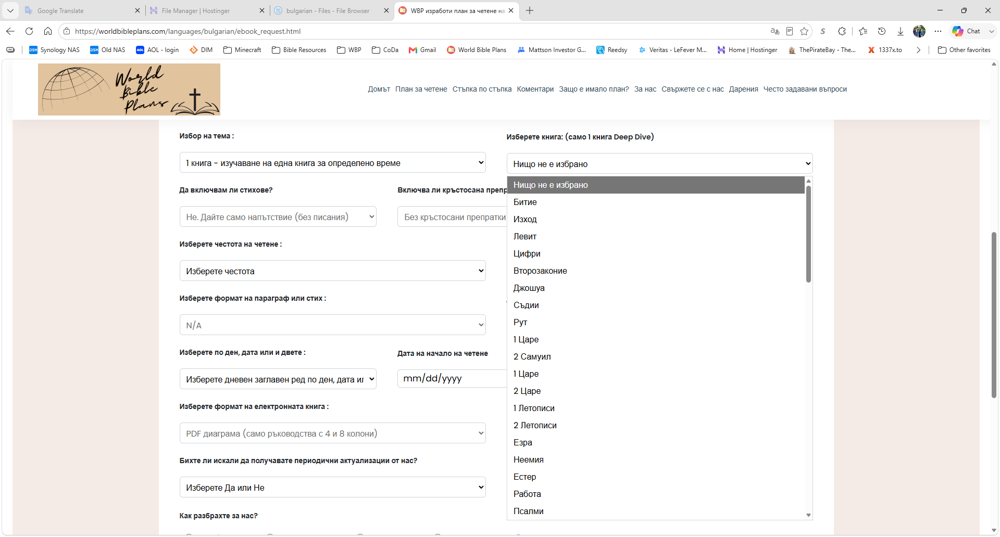 Google Translate
File Manager | Hostinger
bulgarian - Files - File Browser
WBP изработи план за четене на
https://worldbibleplans.com/languages/bulgarian/ebook_request.html
Chat
Synology NAS
Old NAS
AOL - login
DIM
Minecraft
Bible Resources
WBP
CoDa
Gmail
World Bible Plans
Mattson Investor G...
Reedsy
Veritas - LeFever M...
Home | Hostinger
ThePirateBay - The...
1337x.to
Other favorites
World
Bible
Plans
Домът
План за четене
Стъпка по стъпка
Коментари
Защо е имало план?
За нас
Свържете се с нас
Дарения
Често задавани въпроси
Избор на тема :
1 книга - изучаване на една книга за определено време
Изберете книга: (само 1 книга Deep Dive)
Нищо не е избрано
Да включвам ли стихове?
Не. Дайте само напътствие (без писания)
Включва ли кръстосана препр
Без кръстосани препратки
Изберете честота на четене :
Изберете честота
Изберете формат на параграф или стих :
N/A
Изберете по ден, дата или и двете :
Изберете дневен заглавен ред по ден, дата ил
Дата на начало на четене
mm/dd/yyyy
Изберете формат на електронната книга :
PDF диаграма (само ръководства с 4 и 8 колони)
Бихте ли искали да получавате периодични актуализации от нас?
Изберете Да или Не
Как разбрахте за нас?
Нищо не е избрано
Битие
Изход
Левит
Цифри
Второзаконие
Джошуа
Съдии
Рут
1 Царе
2 Самуил
1 Царе
2 Царе
1 Летописи
2 Летописи
Езра
Неемия
Естер
Работа
Псалми